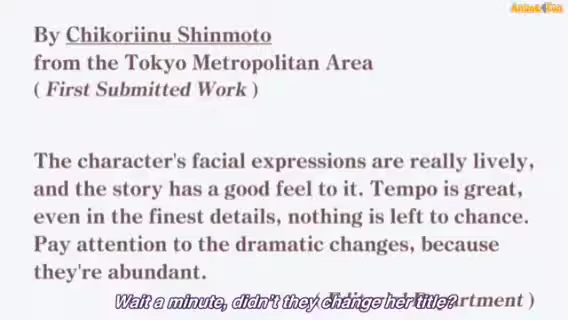 Anime Fun
By Chikoriinu Shinmoto
from the Tokyo Metropolitan Area
( First Submitted Work )
The character's facial expressions are really lively,
and the story has a good feel to it. Tempo is great,
even in the finest details, nothing is left to chance.
Pay attention to the dramatic changes, because
they're abundant.
( Editorial Department )
Wait a minute, didn't they change her title?